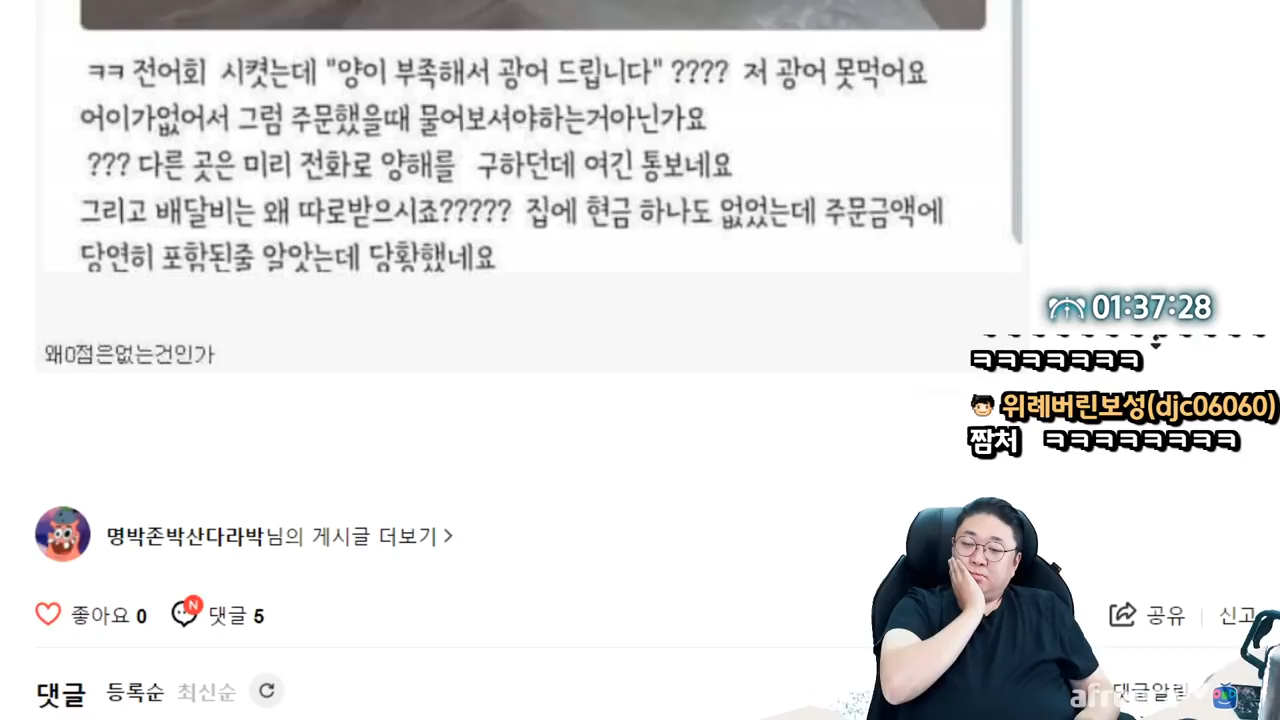 ㅋㅋ 전어회 시켯는데 "양이 부족해서 광어 드립니다" ???? 저 광어 못먹어요
어이가없어서 그럼 주문했을때 물어보셔야하는거아닌가요
??? 다른 곳은 미리 전화로 양해를 구하던데 여긴 통보네요
그리고 배달비는 왜 따로받으시죠????? 집에 현금 하나도 없었는데 주문금액에
당연히 포함된줄 알앗는데 당황했네요
왜0점은없는건인가
01:37:28
ㅋㅋㅋㅋㅋㅋㅋ
위례버린보성(djc06060)
짬처 ㅋㅋㅋㅋㅋㅋㅋㅋ
명박존박산다라박님의 게시글 더보기 >
좋아요 0 N 댓글 5
공유 신고
댓글 등록순 최신순
댓글알림